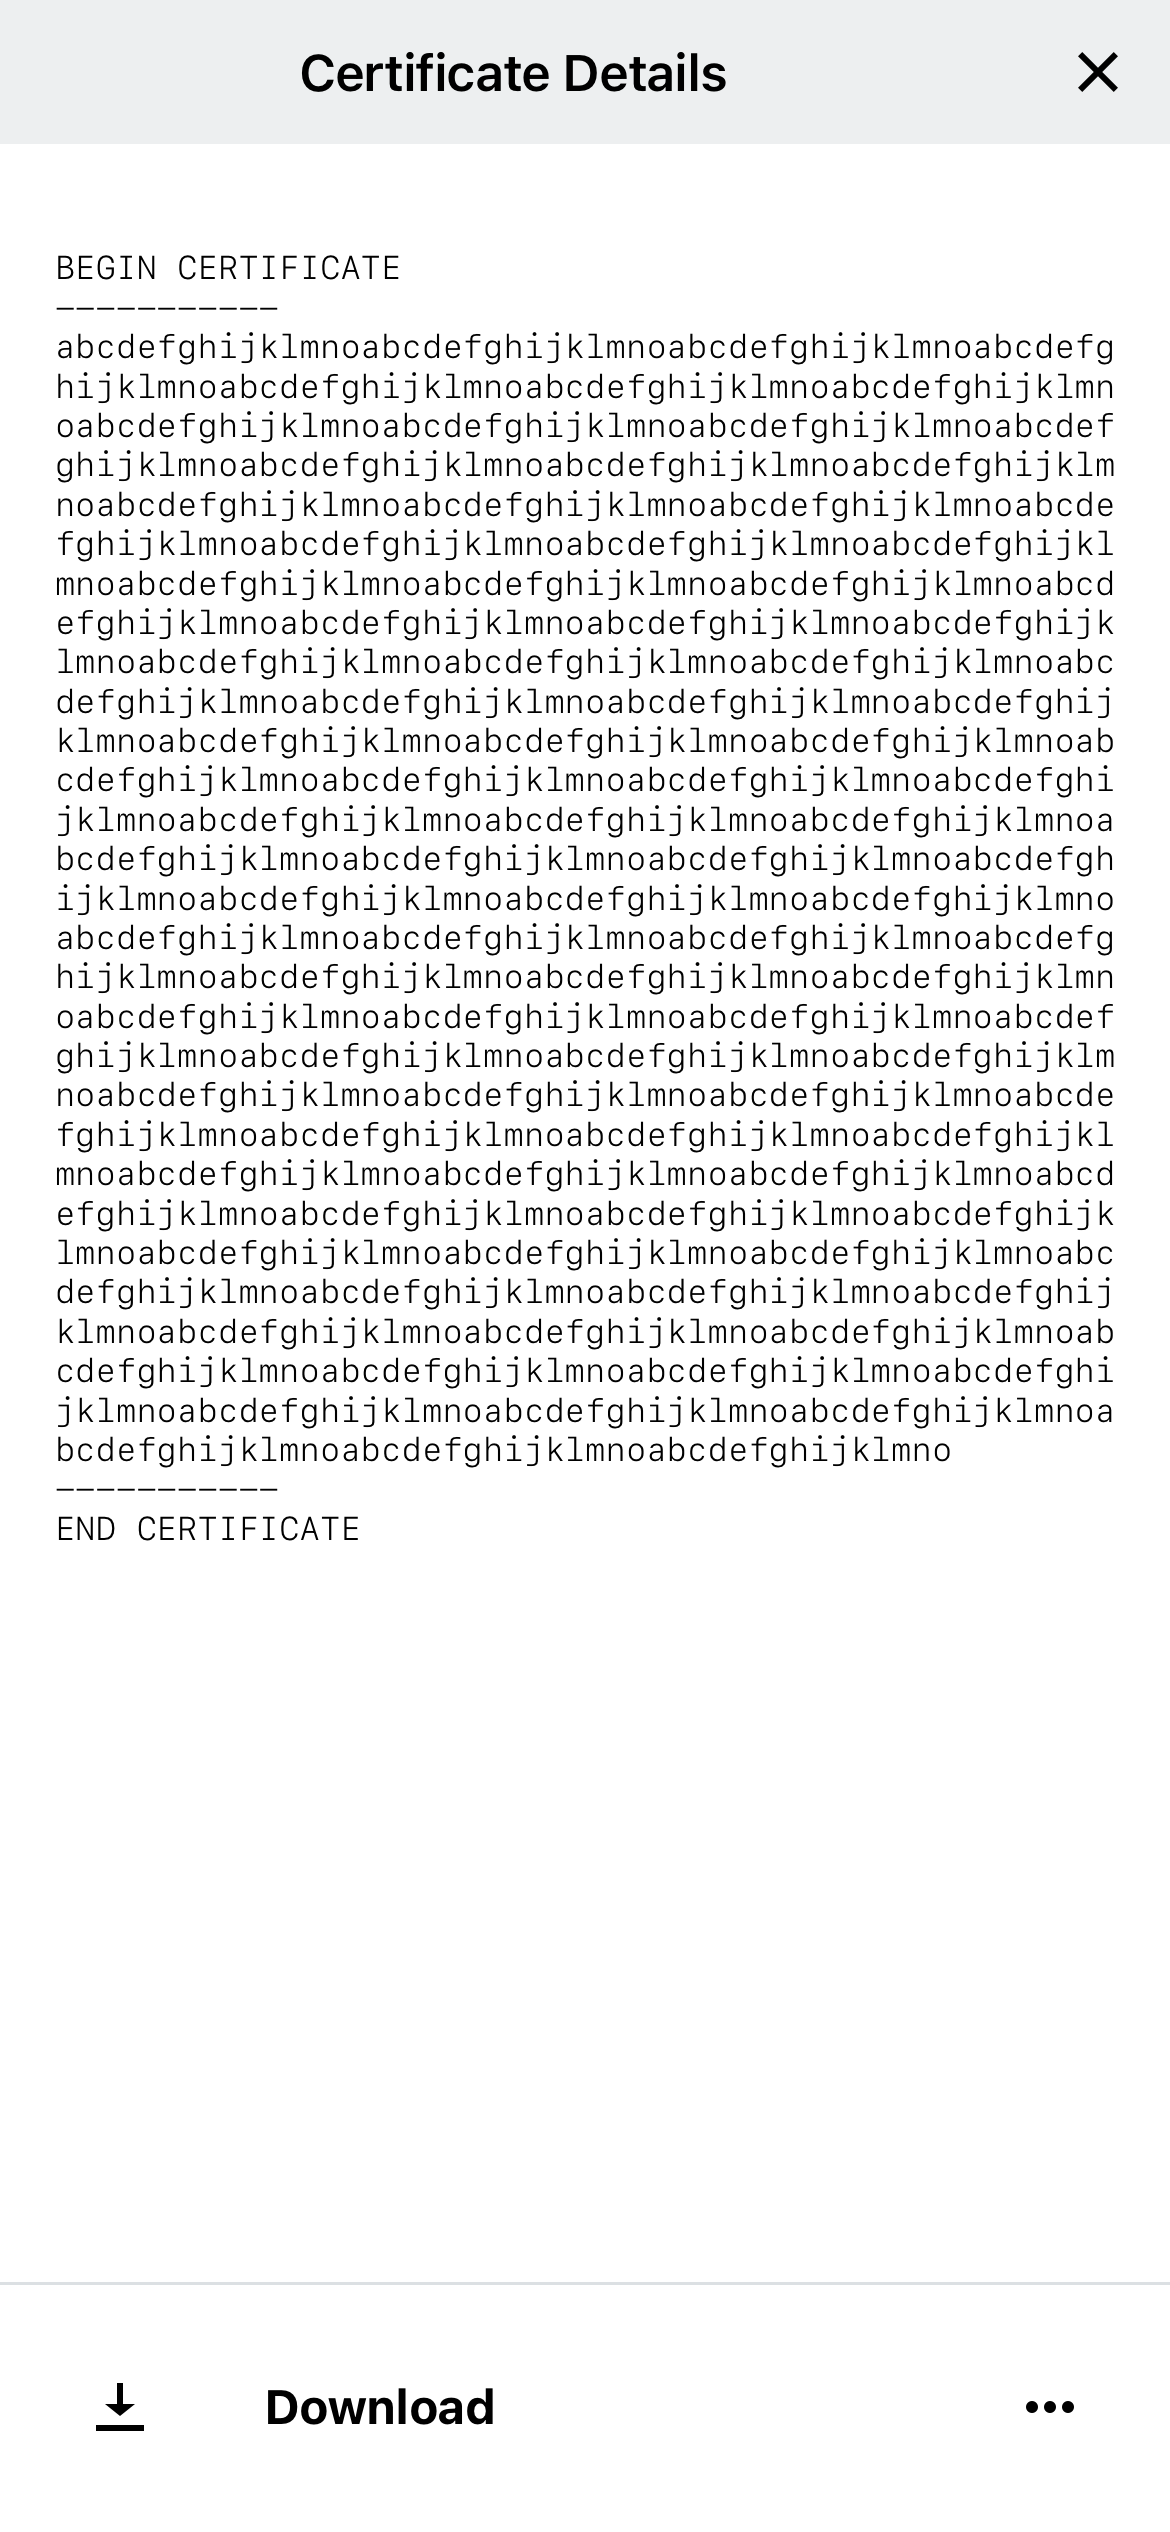 Certificate Details
BEGIN CERTIFICATE
-----------
abcdefghijklmnoabcdefghijklmnoabcdefghijklmnoabcdefg
hijklmnoabcdefghijklmnoabcdefghijklmnoabcdefghijklmn
oabcdefghijklmnoabcdefghijklmnoabcdefghijklmnoabcdef
ghijklmnoabcdefghijklmnoabcdefghijklmnoabcdefghijklm
noabcdefghijklmnoabcdefghijklmnoabcdefghijklmnoabcde
fghijklmnoabcdefghijklmnoabcdefghijklmnoabcdefghijkl
mnoabcdefghijklmnoabcdefghijklmnoabcdefghijklmnoabcd
efghijklmnoabcdefghijklmnoabcdefghijklmnoabcdefghijk
lmnoabcdefghijklmnoabcdefghijklmnoabcdefghijklmnoabc
defghijklmnoabcdefghijklmnoabcdefghijklmnoabcdefghij
klmnoabcdefghijklmnoabcdefghijklmnoabcdefghijklmnoab
cdefghijklmnoabcdefghijklmnoabcdefghijklmnoabcdefghi
jklmnoabcdefghijklmnoabcdefghijklmnoabcdefghijklmnoa
bcdefghijklmnoabcdefghijklmnoabcdefghijklmnoabcdefgh
ijklmnoabcdefghijklmnoabcdefghijklmnoabcdefghijklmno
abcdefghijklmnoabcdefghijklmnoabcdefghijklmnoabcdefg
hijklmnoabcdefghijklmnoabcdefghijklmnoabcdefghijklmn
oabcdefghijklmnoabcdefghijklmnoabcdefghijklmnoabcdef
ghijklmnoabcdefghijklmnoabcdefghijklmnoabcdefghijklm
noabcdefghijklmnoabcdefghijklmnoabcdefghijklmnoabcde
fghijklmnoabcdefghijklmnoabcdefghijklmnoabcdefghijkl
mnoabcdefghijklmnoabcdefghijklmnoabcdefghijklmnoabcd
efghijklmnoabcdefghijklmnoabcdefghijklmnoabcdefghijk
lmnoabcdefghijklmnoabcdefghijklmnoabcdefghijklmnoabc
defghijklmnoabcdefghijklmnoabcdefghijklmnoabcdefghij
klmnoabcdefghijklmnoabcdefghijklmnoabcdefghijklmnoab
cdefghijklmnoabcdefghijklmnoabcdefghijklmnoabcdefghi
jklmnoabcdefghijklmnoabcdefghijklmnoabcdefghijklmnoa
bcdefghijklmnoabcdefghijklmnoabcdefghijklmno
-----------
END CERTIFICATE
Download